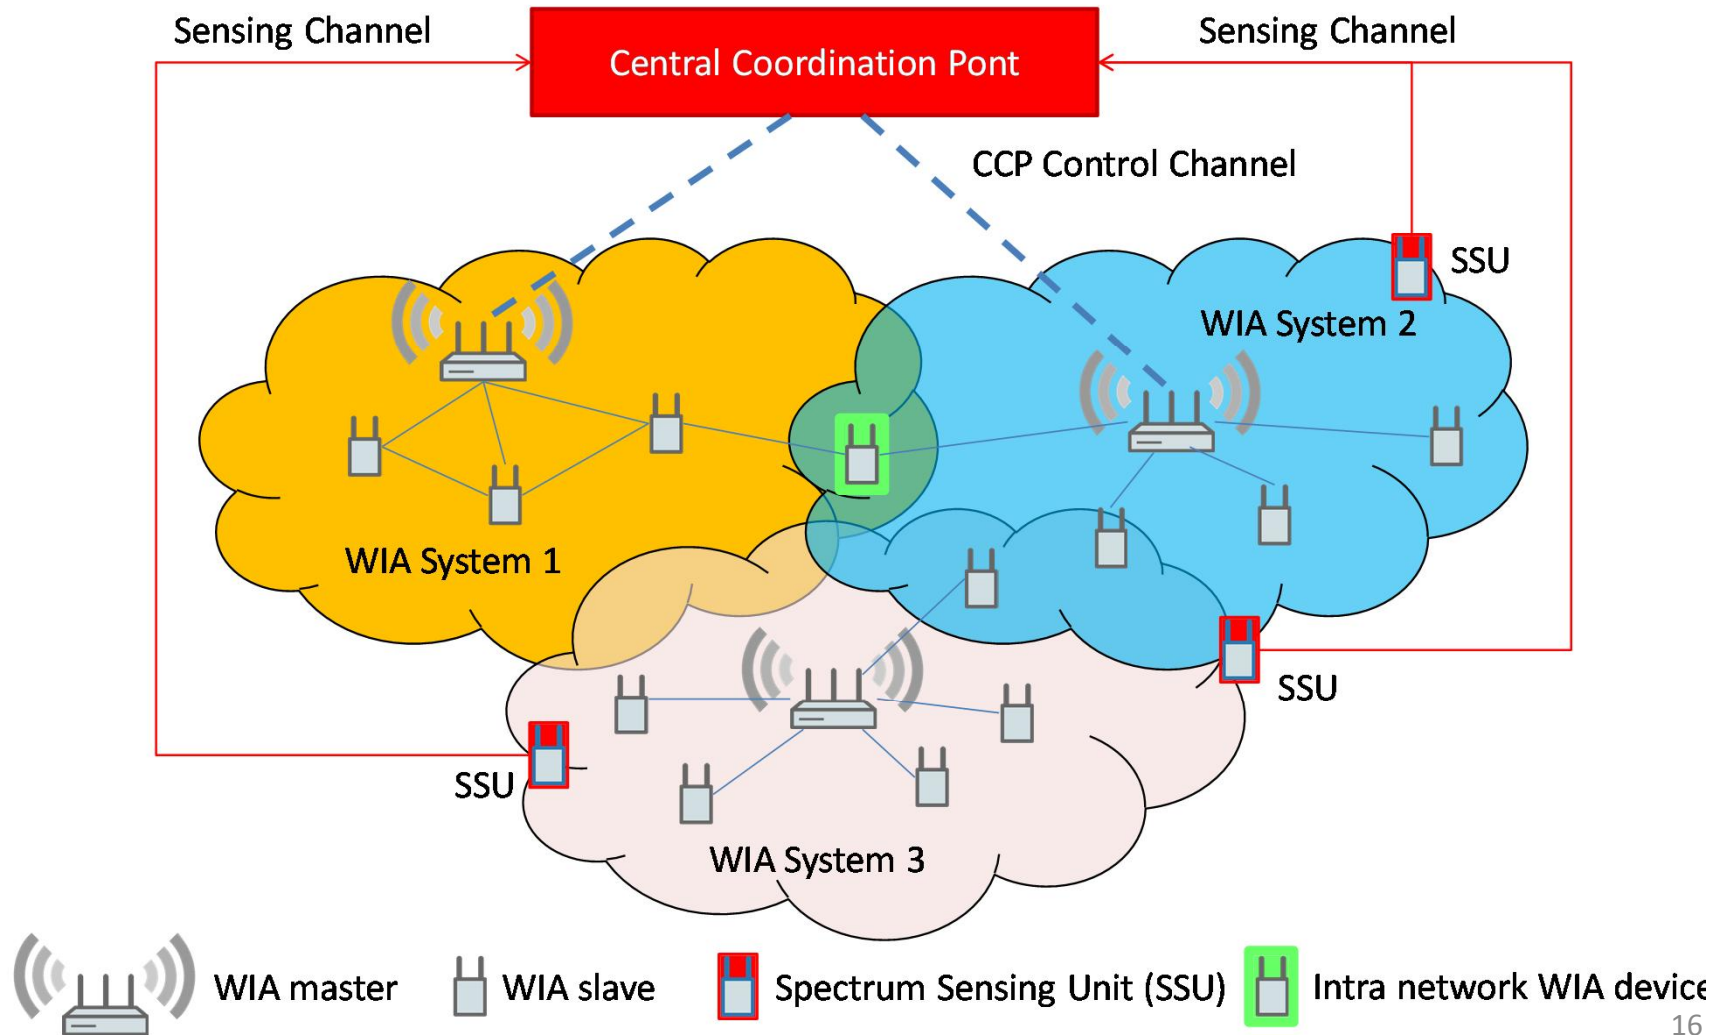 Sensing Channel
Central Coordination Pont
Sensing Channel
CCP Control Channel
SSU
WIA System 2
WIA System 1
SSU
SSU
WIA System 3
WIA master
WIA slave
Spectrum Sensing Unit (SSU)
Intra network WIA device
16